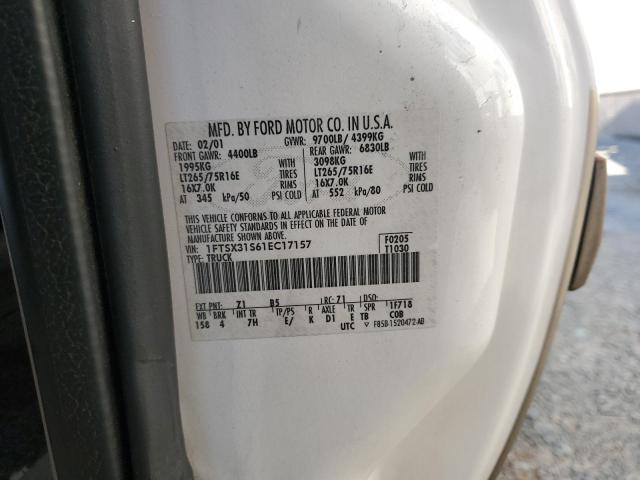 MFD. BY FORD MOTOR CO. IN U.S.A.
DATE: 02/01 GVWR: 9700LB/ 4399KG
FRONT GAWR: 4400LB REAR GAWR: 6830LB
1995KG WITH 3098KG WITH
LT265/75R16E TIRES LT265/75R16E TIRES
16X7.0K RIMS 16X7.0K RIMS
AT 345 kPa/50 PSI COLD AT 552 kPa/80 PSI COLD
THIS VEHICLE CONFORMS TO ALL APPLICABLE FEDERAL MOTOR
VEHICLE SAFETY STANDARDS IN EFFECT ON THE DATE OF
MANUFACTURE SHOWN ABOVE.
VIN: 1FTSX31S61EC17157 F0205
TYPE: TRUCK T1030
EXT PNT: Z1 B5 RC: 71 DSO:
WB BRK INT TR TP/PS R AXLE TR SPR 1F718
158 4 7H E/ K D1 E TB COB
UTC F85B-1520472-AB